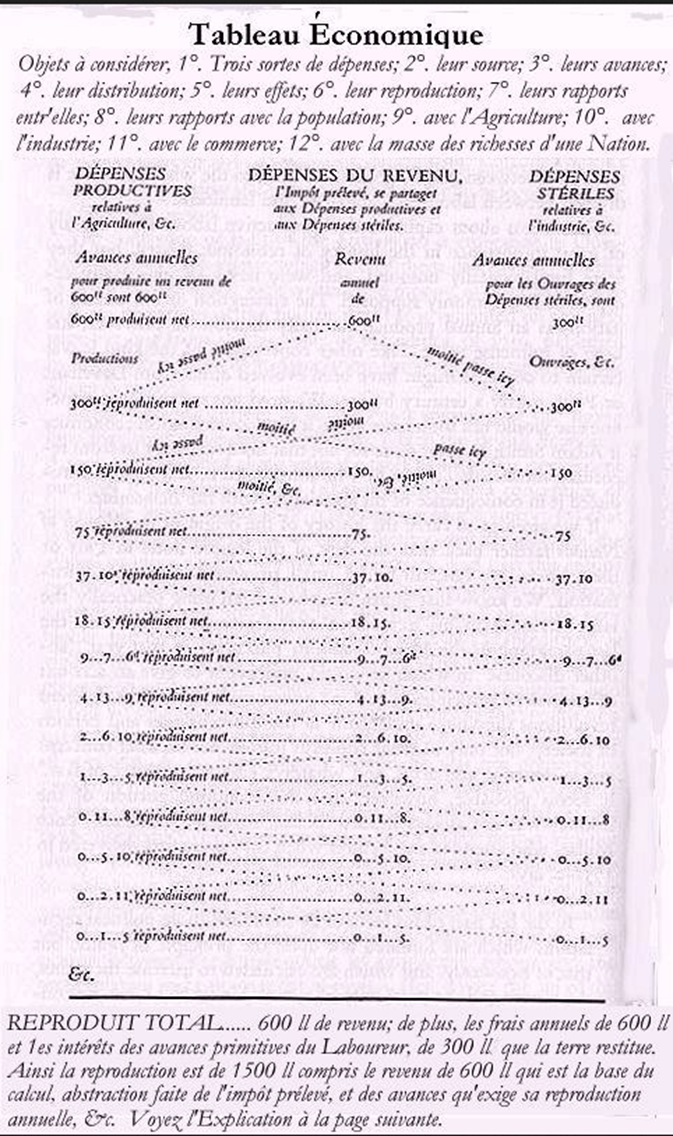 Tableau Économique
Objets à considérer, 1°. Trois sortes de dépenses; 2°. leur source; 3°. leurs avances;
4°. leur distribution; 5°. leurs effets; 6°. leur reproduction; 7°. leurs rapports
entr'elles; 8°. leurs rapports avec la population; 9°. avec l'Agriculture; 10°. avec
l'industrie; 11°. avec le commerce; 12°. avec la masse des richesses d'une Nation.
DÉPENSES
PRODUCTIVES
relatives à
l'Agriculture, &c.
DÉPENSES DU REVENU,
l'Impôt prélevé, se partaget
aux Dépenses productives et
aux Dépenses stériles.
DÉPENSES
STÉRILES
relatives à
l'industrie, &c.
Avances annuelles
pour produire un revenu de
600ll sont 600ll
Revenu
annuel
de
Avances annuelles
pour les Ouvrages des
Dépenses stériles, sont
600ll produisent net..............................600ll 300ll
Productions moitié passe icy moitié passe icy Ouvrages, &c.
300ll reproduisent net..............................300ll 300ll
moitié passe icy moitié moitié passe icy
150 reproduisent net..............................150. 150
moitié, &c. moitié, &c.
75 reproduisent net..............................75. 75
37.10s reproduisent net..............................37.10. 37.10
18.15 reproduisent net..............................18.15. 18.15
9...7...6d reproduisent net..............................9...7...6d 9...7...6d
4.13...9 reproduisent net..............................4.13...9. 4.13...9
2...6.10 reproduisent net..............................2...6.10. 2...6.10
1...3...5 reproduisent net..............................1...3...5. 1...3...5
0.11...8 reproduisent net..............................0.11...8. 0.11...8
0...5.10 reproduisent net..............................0...5.10. 0...5.10
0...2.11 reproduisent net..............................0...2.11. 0...2.11
0...1...5 reproduisent net..............................0...1...5. 0...1...5
&c.
REPRODUIT TOTAL...... 600 ll de revenu; de plus, les frais annuels de 600 ll
et 1es intérêts des avances primitives du Laboureur, de 300 ll que la terre restitue.
Ainsi la reproduction est de 1500 ll compris le revenu de 600 ll qui est la base du
calcul, abstraction faite de l'impôt prélevé, et des avances qu'exige sa reproduction
annuelle, &c. Voyez l'Explication à la page suivante.